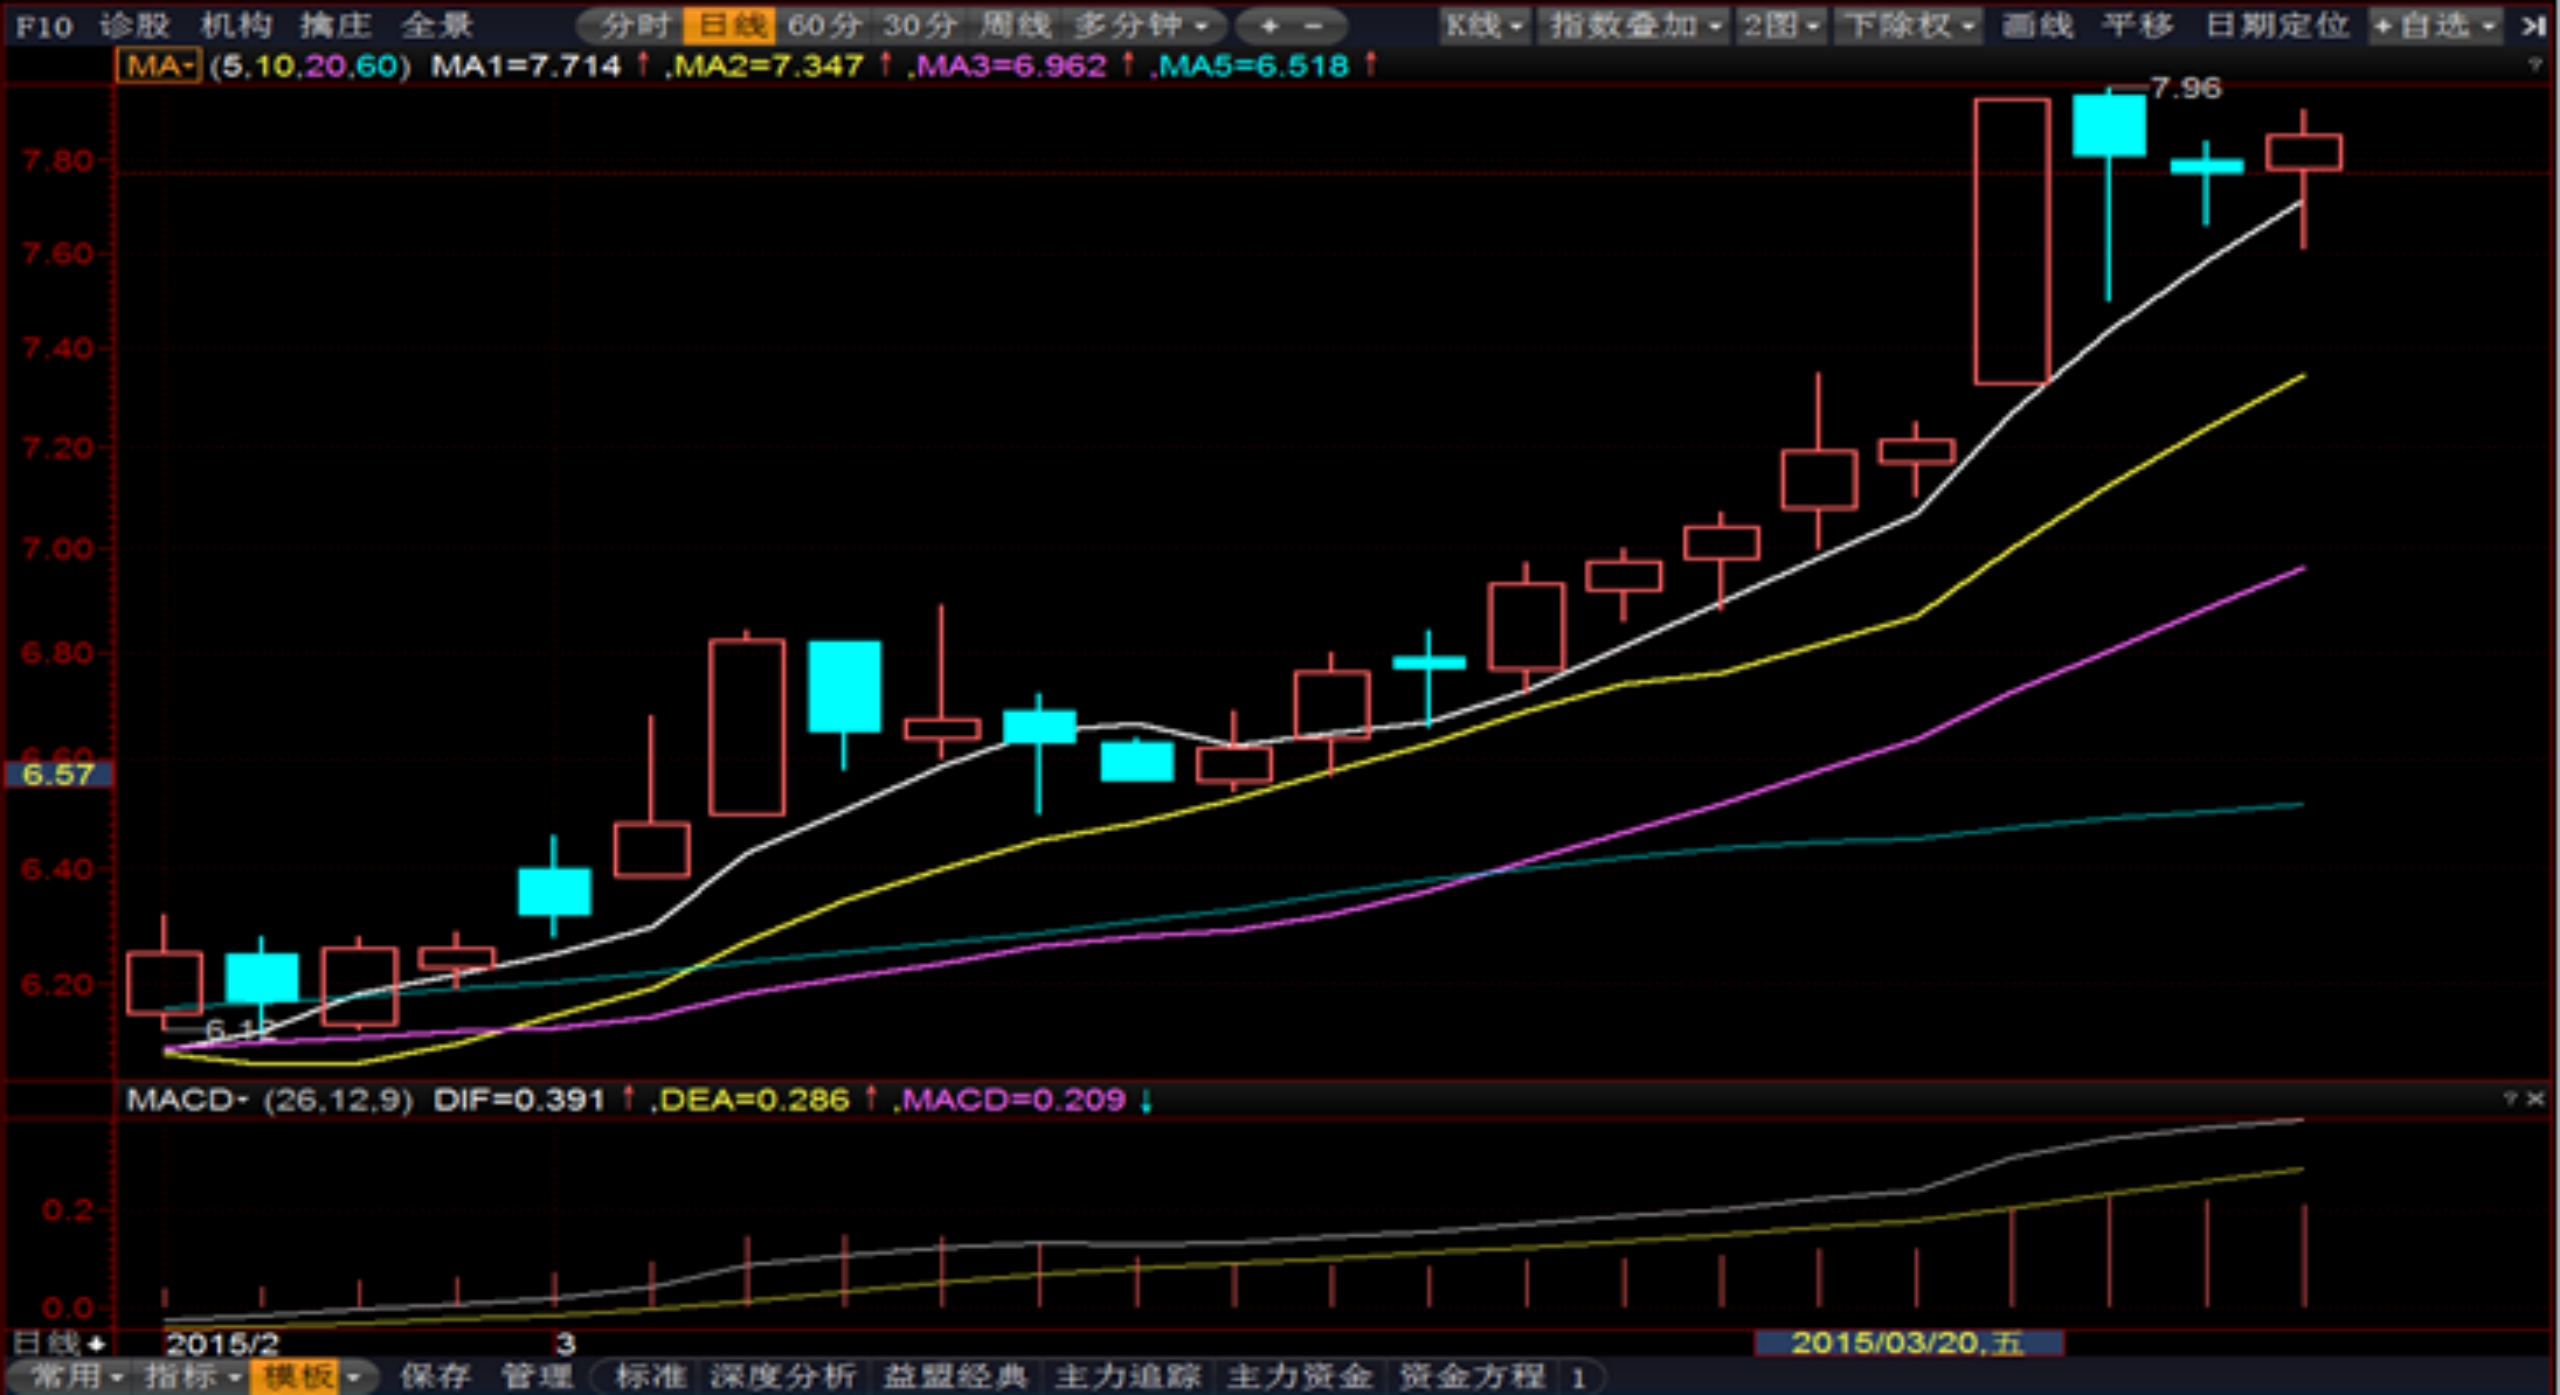 F10 诊股 机构 擒庄 全景 分时 日线 60分 30分 周线 多分钟 + - K线 指数叠加 2图 下除权 画线 平移 日期定位 +自选
MA (5,10,20,60) MA1=7.714 ↑ ,MA2=7.347 ↑ ,MA3=6.962 ↑ ,MA5=6.518 ↑ ?
7.96
7.80
7.60
7.40
7.20
7.00
6.80
6.60
6.57
6.40
6.20
6.12
MACD (26,12,9) DIF=0.391 ↑ ,DEA=0.286 ↑ ,MACD=0.209 ↓ ? ×
0.2
0.0
日线 2015/2 3 2015/03/20,五
常用 指标 模板 保存 管理 标准 深度分析 益盟经典 主力追踪 主力资金 资金方程 1